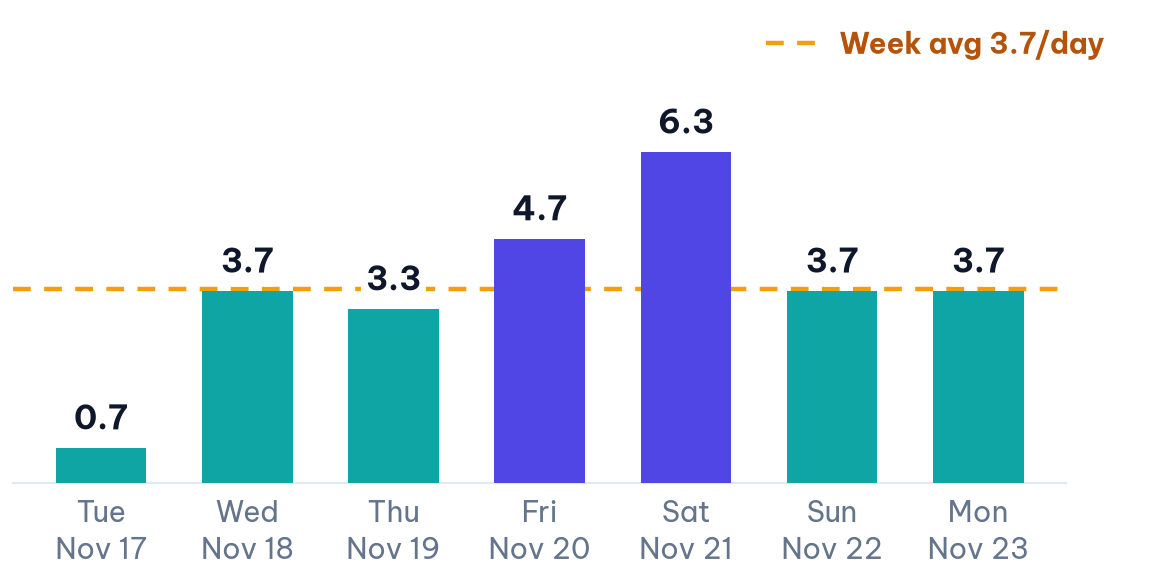 Week avg 3.7/day
6.3
4.7
3.7
3.3
3.7
3.7
0.7
Tue Wed Thu Fri Sat Sun Mon
Nov 17 Nov 18 Nov 19 Nov 20 Nov 21 Nov 22 Nov 23